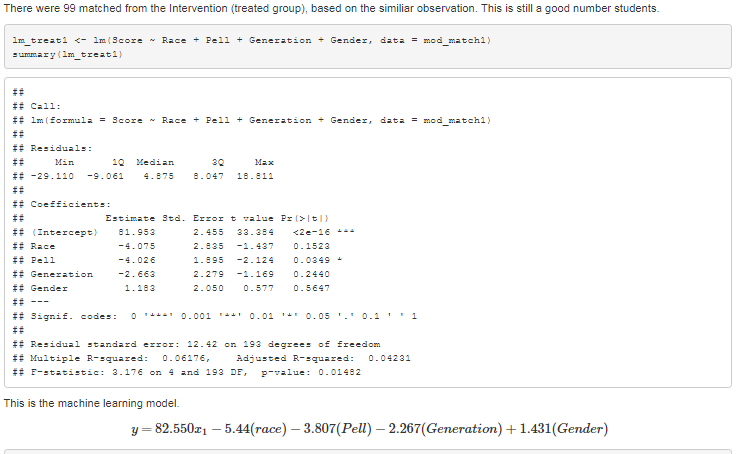 There were 99 matched from the Intervention (treated group), based on the similiar observation. This is still a good number students.
lm_treat1 <- lm(Score ~ Race + Pell + Generation + Gender, data = mod_match1)
summary(lm_treat1)
##
## Call:
## lm(formula = Score ~ Race + Pell + Generation + Gender, data = mod_match1)
##
## Residuals:
##     Min      1Q  Median      3Q     Max
## -29.110  -9.061   4.875   8.047  18.811
##
## Coefficients:
##             Estimate Std. Error t value Pr(>|t|)
## (Intercept)   81.953      2.455  33.384   <2e-16 ***
## Race          -4.075      2.835  -1.437   0.1523
## Pell          -4.026      1.895  -2.124   0.0349 *
## Generation    -2.663      2.279  -1.169   0.2440
## Gender         1.183      2.050   0.577   0.5647
## ---
## Signif. codes:  0 '***' 0.001 '**' 0.01 '*' 0.05 '.' 0.1 ' ' 1
##
## Residual standard error: 12.42 on 193 degrees of freedom
## Multiple R-squared:  0.06176,    Adjusted R-squared:  0.04231
## F-statistic: 3.176 on 4 and 193 DF,  p-value: 0.01482
This is the machine learning model.
y = 82.550x₁ − 5.44(race) − 3.807(Pell) − 2.267(Generation) + 1.431(Gender)